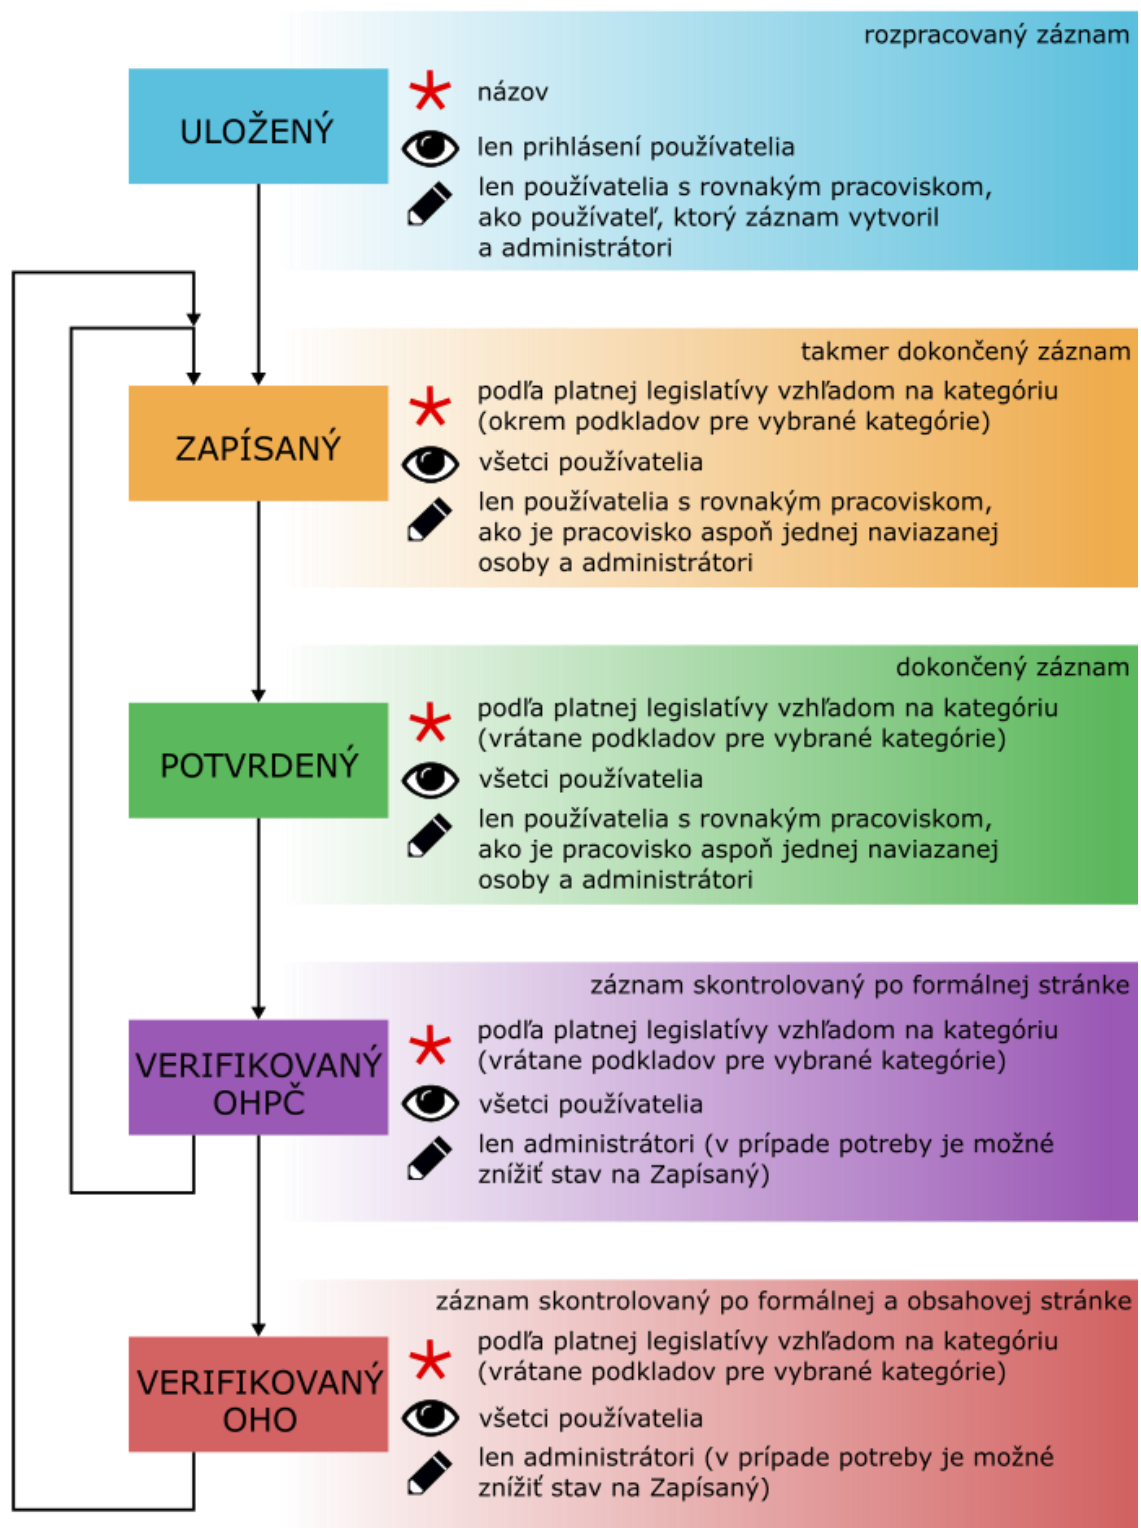 rozpracovaný záznam
ULOŽENÝ
názov
len prihlásení používatelia
len používatelia s rovnakým pracoviskom,
ako používateľ, ktorý záznam vytvoril
a administrátori
takmer dokončený záznam
ZAPÍSANÝ
podľa platnej legislatívy vzhľadom na kategóriu
(okrem podkladov pre vybrané kategórie)
všetci používatelia
len používatelia s rovnakým pracoviskom,
ako je pracovisko aspoň jednej naviazanej
osoby a administrátori
dokončený záznam
POTVRDENÝ
podľa platnej legislatívy vzhľadom na kategóriu
(vrátane podkladov pre vybrané kategórie)
všetci používatelia
len používatelia s rovnakým pracoviskom,
ako je pracovisko aspoň jednej naviazanej
osoby a administrátori
záznam skontrolovaný po formálnej stránke
VERIFIKOVANÝ
OHPČ
podľa platnej legislatívy vzhľadom na kategóriu
(vrátane podkladov pre vybrané kategórie)
všetci používatelia
len administrátori (v prípade potreby je možné
znížiť stav na Zapísaný)
záznam skontrolovaný po formálnej a obsahovej stránke
VERIFIKOVANÝ
OHO
podľa platnej legislatívy vzhľadom na kategóriu
(vrátane podkladov pre vybrané kategórie)
všetci používatelia
len administrátori (v prípade potreby je možné
znížiť stav na Zapísaný)